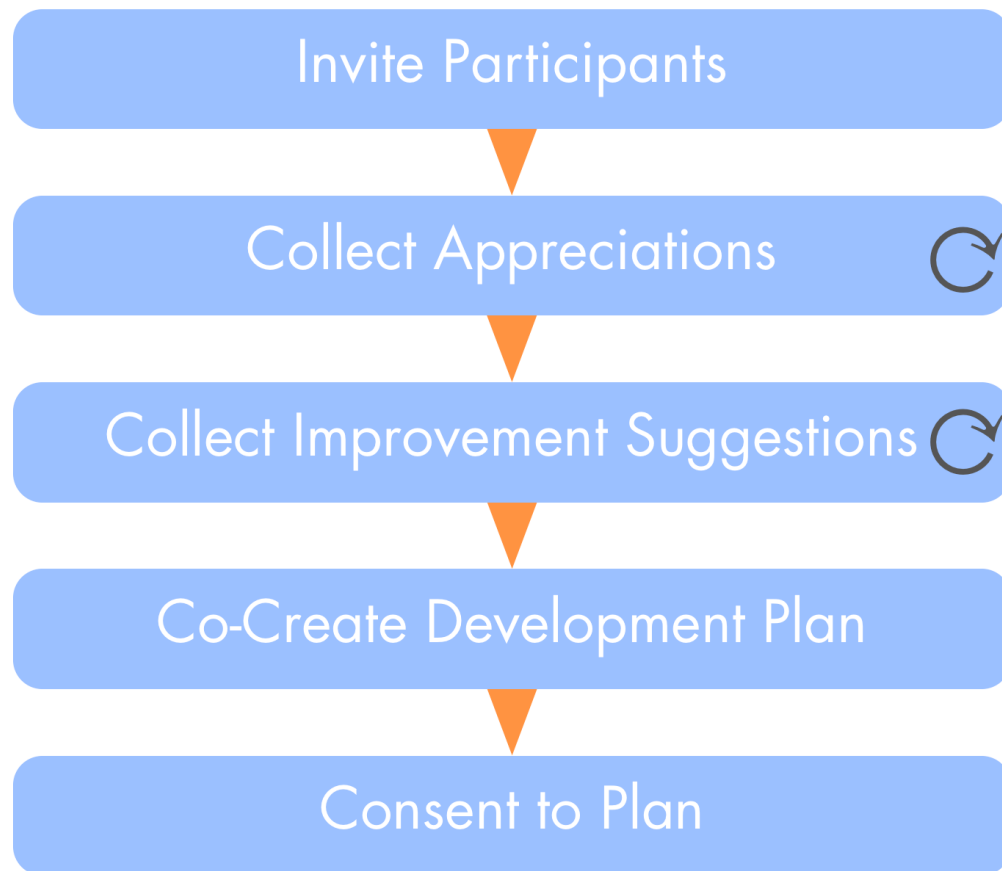 Invite Participants
Collect Appreciations
Collect Improvement Suggestions
Co-Create Development Plan
Consent to Plan